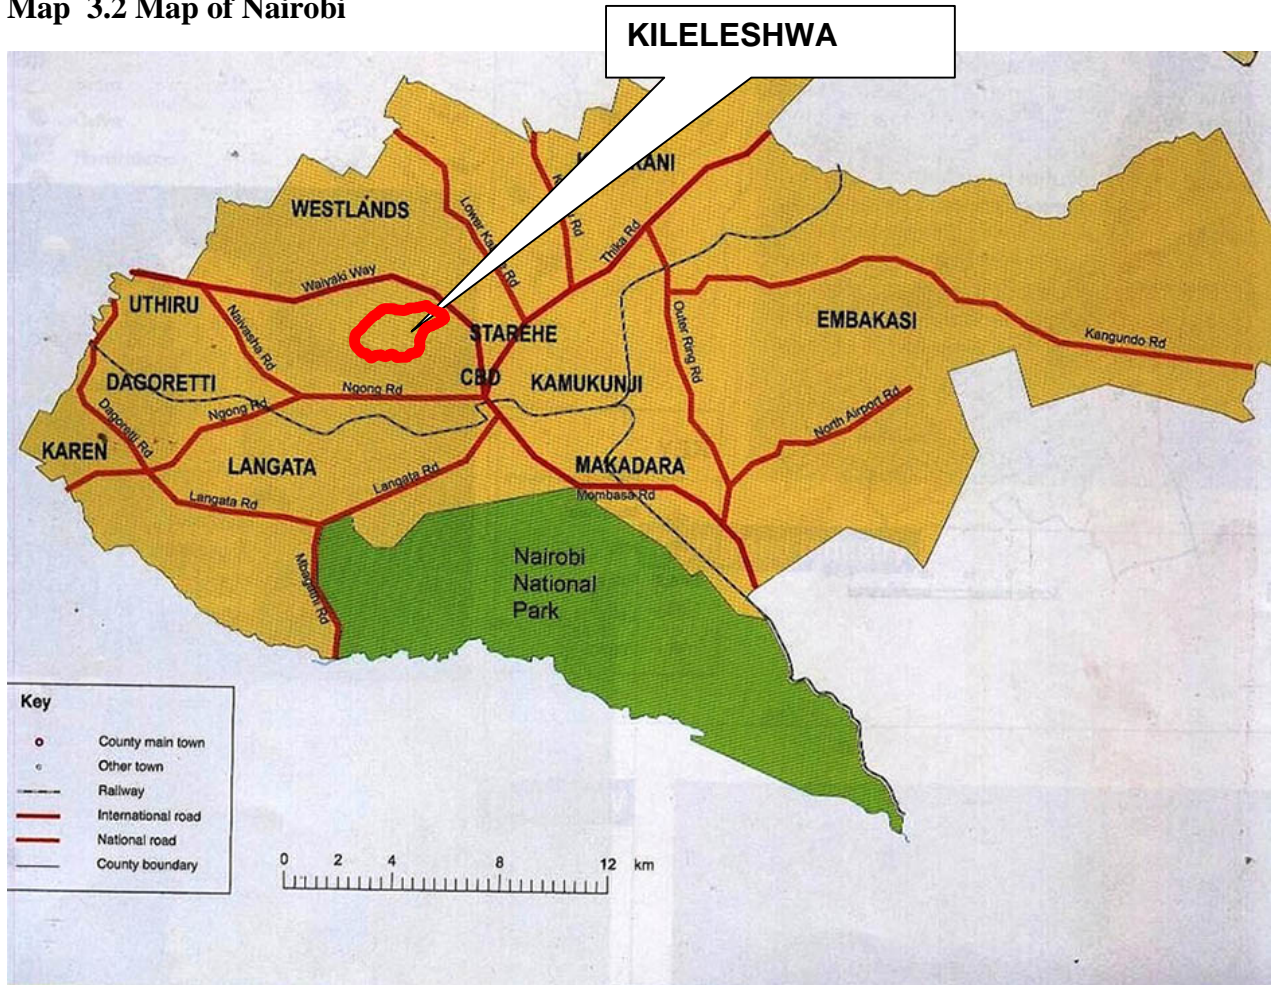 Map 3.2 Map of Nairobi
KILELESHWA
WESTLANDS
Thika Rd
Waiyaki Way
UTHIRU
Naivasha Rd
STAREHE
EMBAKASI
Outer Ring Rd
Kangundo Rd
DAGORETTI
CBD
KAMUKUNJI
Ngong Rd
Ngong Rd
North Airport Rd
Dagoretti Rd
KAREN
LANGATA
Langata Rd
MAKADARA
Langata Rd
Mombasa Rd
Mbagathi Rd
Nairobi
National
Park
Key
County main town
Other town
Railway
International road
National road
County boundary
0 2 4 8 12 km